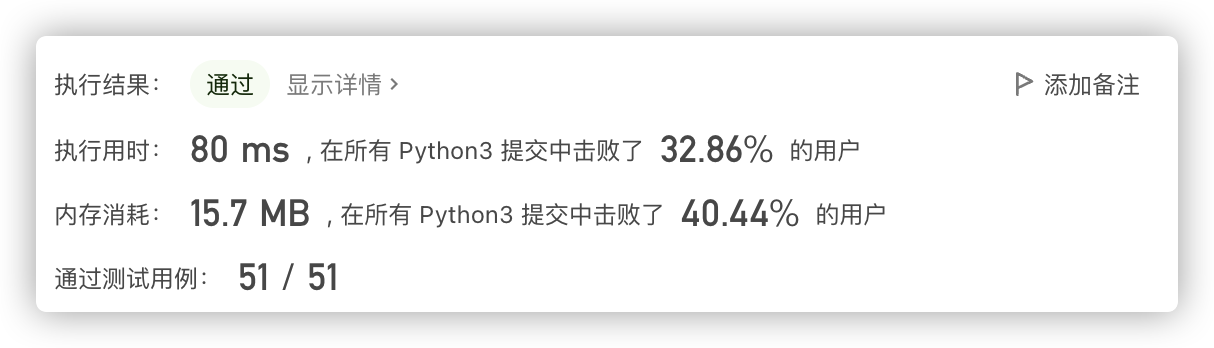 执行结果： 通过 显示详情 > 添加备注
执行用时： 80 ms , 在所有 Python3 提交中击败了 32.86% 的用户
内存消耗： 15.7 MB , 在所有 Python3 提交中击败了 40.44% 的用户
通过测试用例： 51 / 51